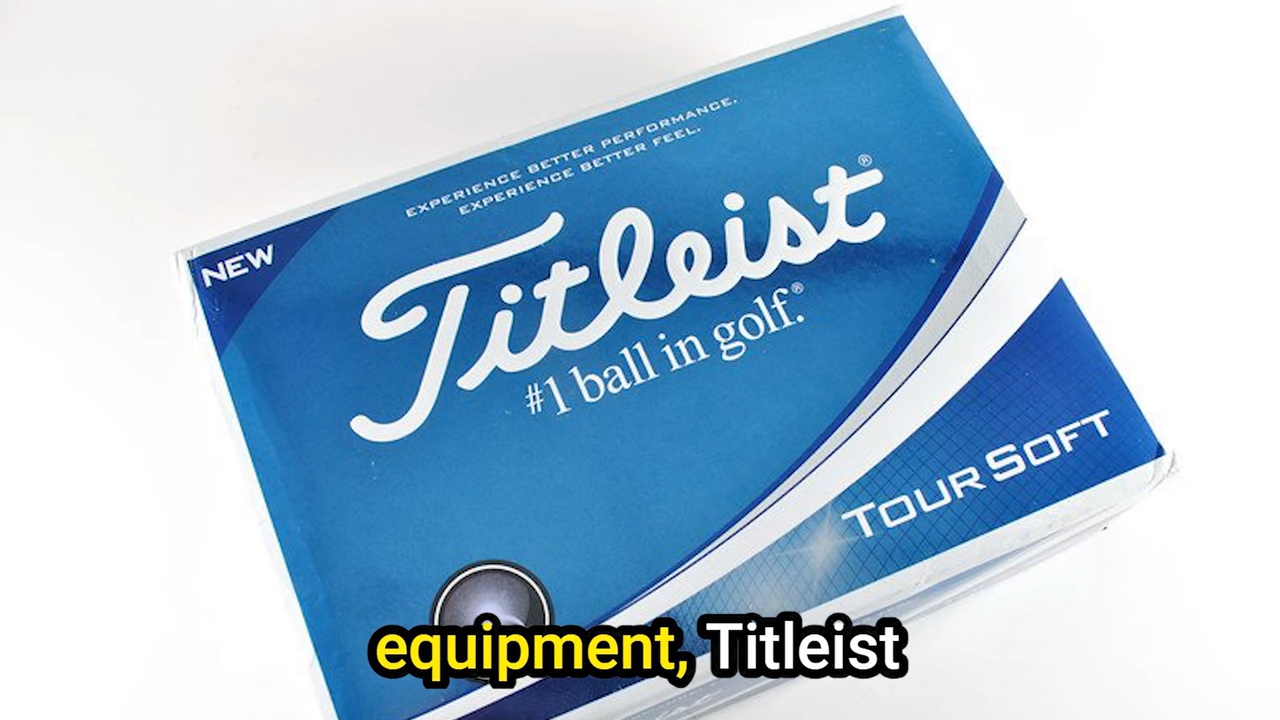 EXPERIENCE BETTER PERFORMANCE.
EXPERIENCE BETTER FEEL.
NEW
Titleist®
#1 ball in golf.®
TOUR SOFT
equipment, Titleist